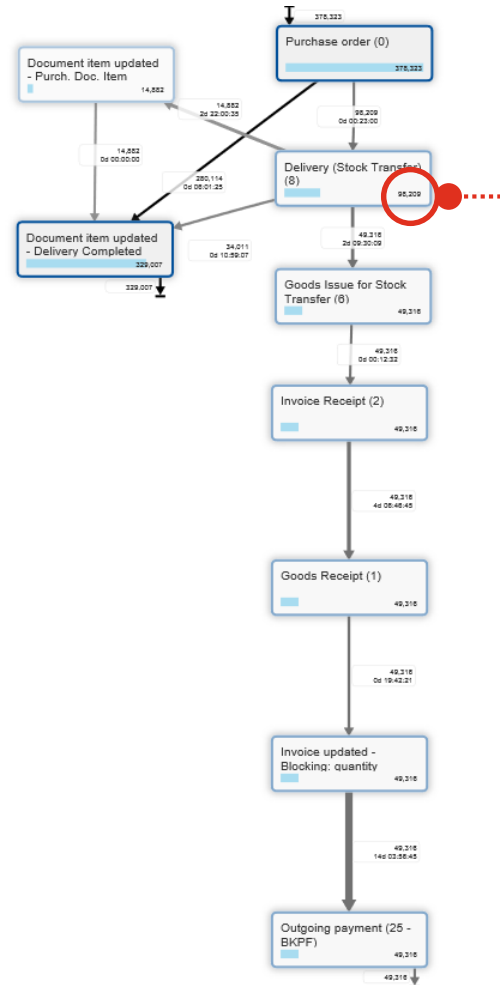 378,323
Purchase order (0)
378,323
Document item updated
- Purch. Doc. Item
14,882
14,882
2d 22:00:35
98,209
0d 00:23:00
14,882
0d 00:00:00
280,114
0d 06:01:25
Delivery (Stock Transfer)
(8)
98,209
Document item updated
- Delivery Completed
329,007
34,011
0d 10:59:07
49,316
2d 09:30:09
329,007
Goods Issue for Stock
Transfer (6)
49,316
49,316
0d 00:12:32
Invoice Receipt (2)
49,316
49,316
4d 06:46:45
Goods Receipt (1)
49,316
49,316
0d 19:42:21
Invoice updated -
Blocking: quantity
49,316
49,316
14d 03:56:45
Outgoing payment (25 -
BKPF)
49,316
49,316